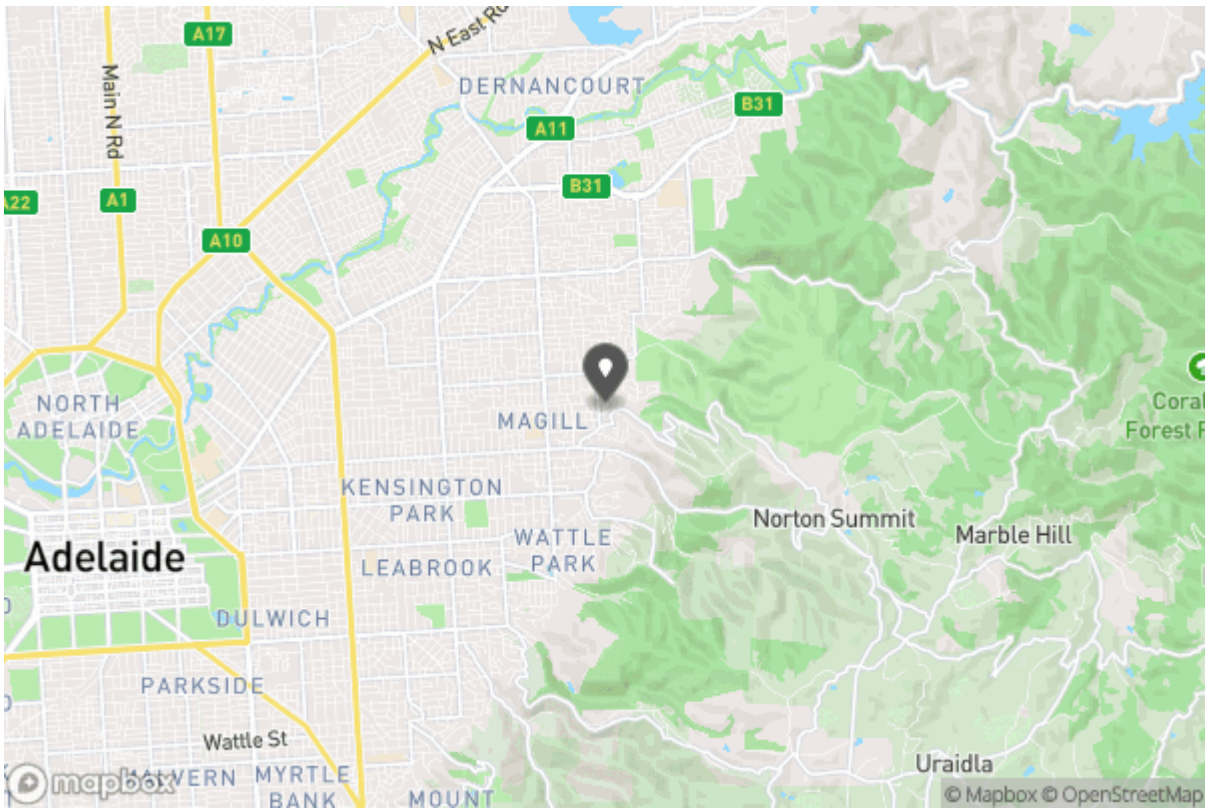 A17
N East Rd
Main N Rd
DERNANCOURT
B31
A11
B31
A22
A1
A10
NORTH
ADELAIDE
MAGILL
Coral
Forest P
KENSINGTON
PARK
Norton Summit
Marble Hill
WATTLE
PARK
Adelaide
LEABROOK
DULWICH
PARKSIDE
Wattle St
Uraidla
mapbox
MALVERN
MYRTLE
BANK
MOUNT
© Mapbox © OpenStreetMap